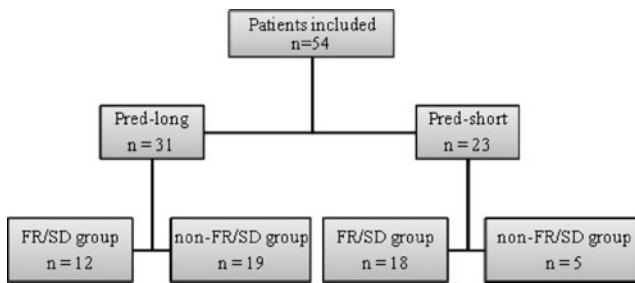 Patients included
n=54
Pred-long
n = 31
Pred-short
n = 23
FR/SD group
n = 12
non-FR/SD group
n = 19
FR/SD group
n = 18
non-FR/SD group
n = 5